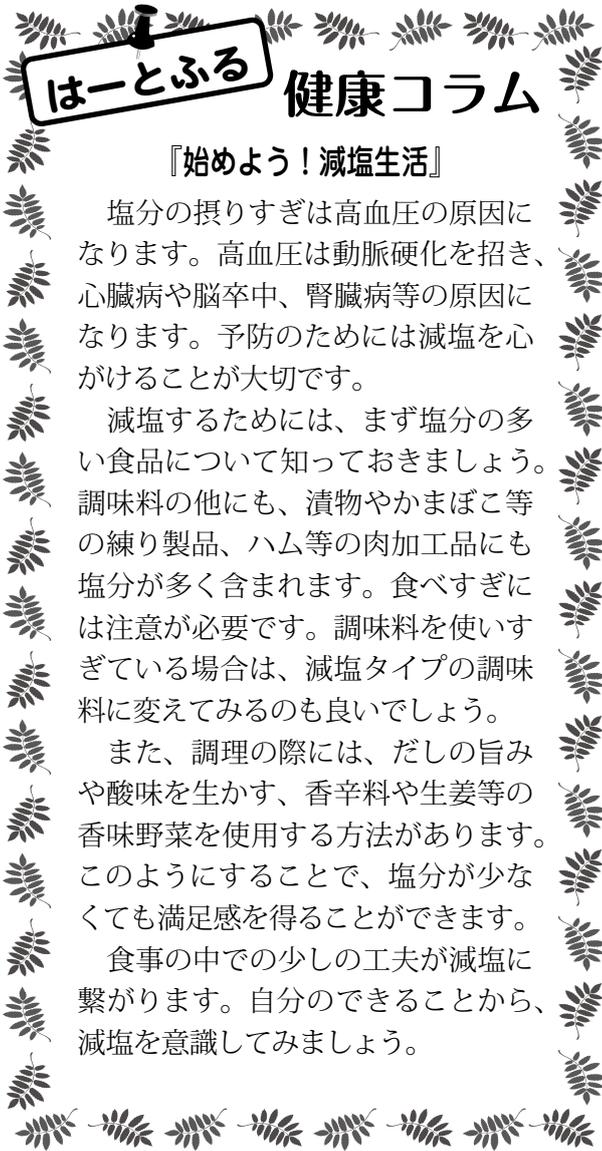 はーとふる
健康コラム
『始めよう！減塩生活』
　塩分の摂りすぎは高血圧の原因に
なります。高血圧は動脈硬化を招き、
心臓病や脳卒中、腎臓病等の原因に
なります。予防のためには減塩を心
がけることが大切です。
　減塩するためには、まず塩分の多
い食品について知っておきましょう。
調味料の他にも、漬物やかまぼこ等
の練り製品、ハム等の肉加工品にも
塩分が多く含まれます。食べすぎに
は注意が必要です。調味料を使いす
ぎている場合は、減塩タイプの調味
料に変えてみるのも良いでしょう。
　また、調理の際には、だしの旨み
や酸味を生かす、香辛料や生姜等の
香味野菜を使用する方法があります。
このようにすることで、塩分が少な
くても満足感を得ることができます。
　食事の中での少しの工夫が減塩に
繋がります。自分のできることから、
減塩を意識してみましょう。